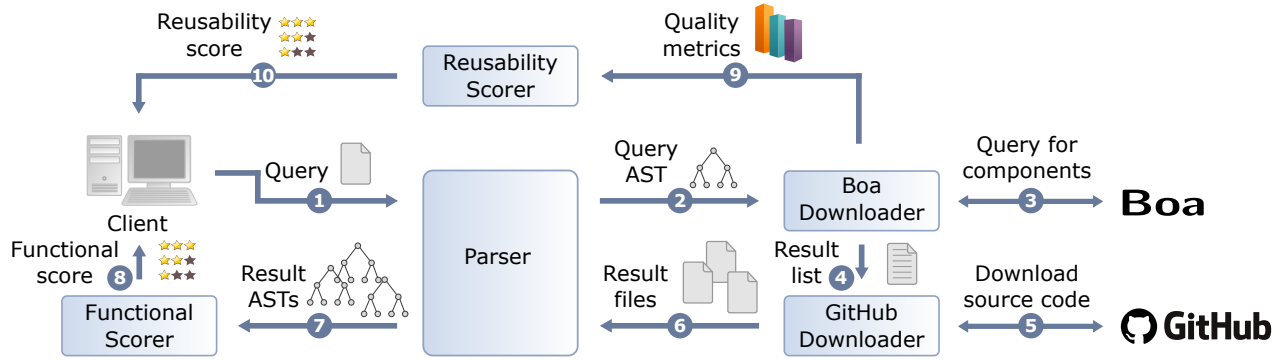 Reusability
score
10
Reusability
Scorer
Quality
metrics
9
Client
Query
1
Parser
Query
AST
2
Boa
Downloader
Query for
components
3
Boa
Result
list
4
GitHub
Downloader
Download
source code
5
GitHub
Result
files
6
Result
ASTs
7
Functional
Scorer
Functional
score
8